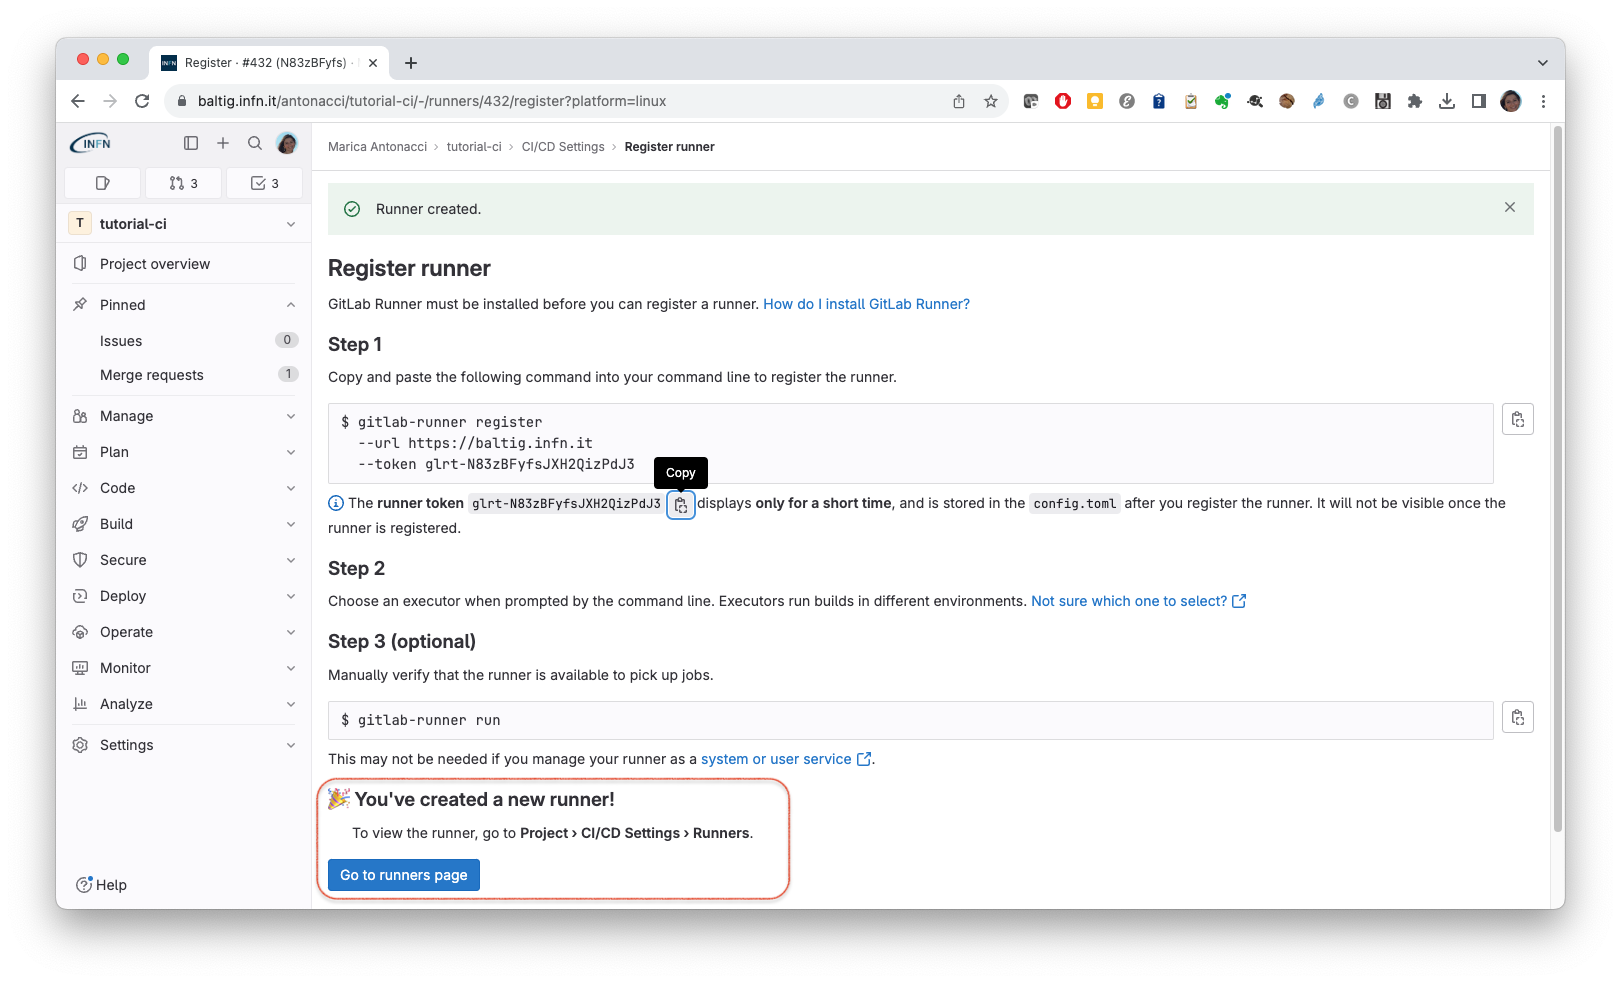 Register · #432 (N83zBFyfs) ·
baltig.infn.it/antonacci/tutorial-ci/-/runners/432/register?platform=linux
INFN
3
3
T tutorial-ci
Project overview
Pinned
Issues 0
Merge requests 1
Manage
Plan
Code
Build
Secure
Deploy
Operate
Monitor
Analyze
Settings
Help
Marica Antonacci › tutorial-ci › CI/CD Settings › Register runner
Runner created.
Register runner
GitLab Runner must be installed before you can register a runner. How do I install GitLab Runner?
Step 1
Copy and paste the following command into your command line to register the runner.
$ gitlab-runner register
--url https://baltig.infn.it
--token glrt-N83zBFyfsJXH2QizPdJ3
Copy
The runner token glrt-N83zBFyfsJXH2QizPdJ3 displays only for a short time, and is stored in the config.toml after you register the runner. It will not be visible once the
runner is registered.
Step 2
Choose an executor when prompted by the command line. Executors run builds in different environments. Not sure which one to select?
Step 3 (optional)
Manually verify that the runner is available to pick up jobs.
$ gitlab-runner run
This may not be needed if you manage your runner as a system or user service.
You've created a new runner!
To view the runner, go to Project › CI/CD Settings › Runners.
Go to runners page